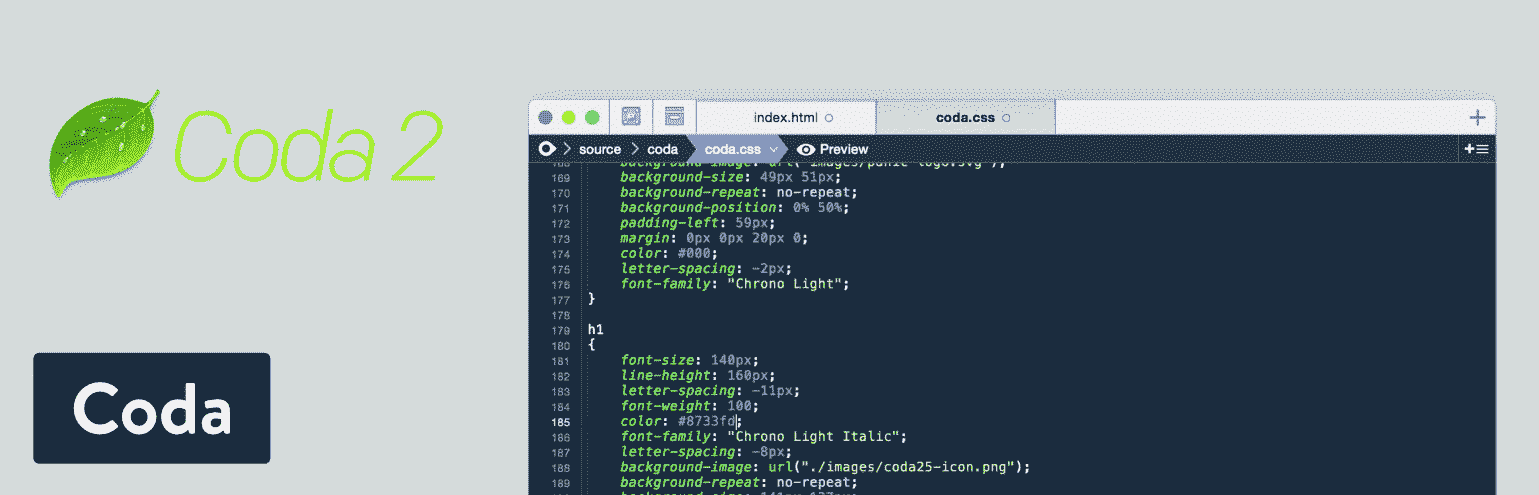 Coda 2
Coda
index.html
coda.css
source
coda
coda.css
Preview
168 background-image: url("images/panic-logo.svg");
169 background-size: 49px 51px;
170 background-repeat: no-repeat;
171 background-position: 0% 50%;
172 padding-left: 59px;
173 margin: 0px 0px 20px 0;
174 color: #000;
175 letter-spacing: -2px;
176 font-family: "Chrono Light";
177 }
178
179 h1
180 {
181 font-size: 140px;
182 line-height: 160px;
183 letter-spacing: -11px;
184 font-weight: 100;
185 color: #8733fd;
186 font-family: "Chrono Light Italic";
187 letter-spacing: -8px;
188 background-image: url("./images/coda25-icon.png");
189 background-repeat: no-repeat;